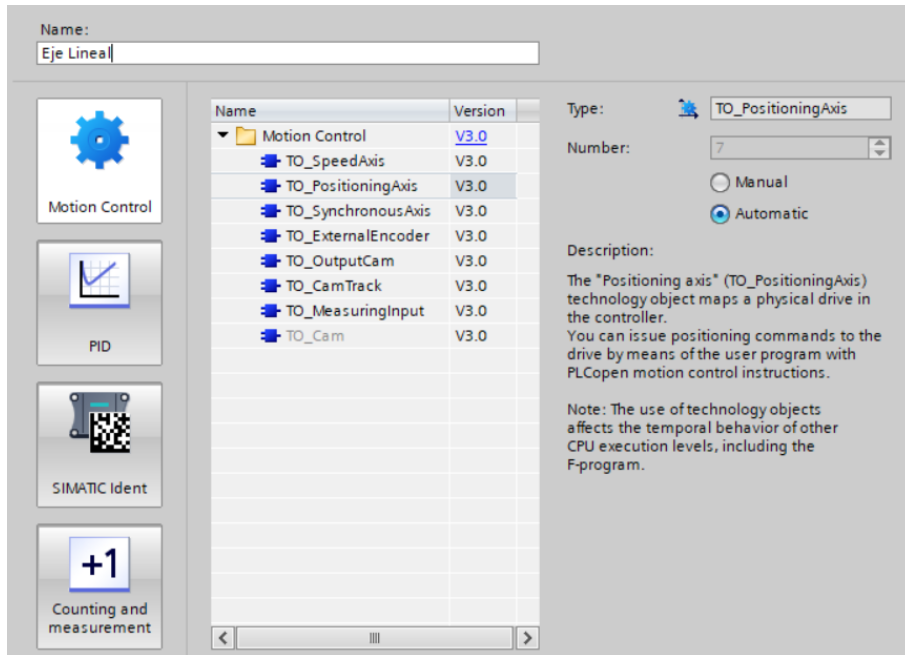 Name:
Eje Lineal
Motion Control
PID
SIMATIC Ident
+1
Counting and
measurement
Name Version
Motion Control V3.0
TO_SpeedAxis V3.0
TO_PositioningAxis V3.0
TO_SynchronousAxis V3.0
TO_ExternalEncoder V3.0
TO_OutputCam V3.0
TO_CamTrack V3.0
TO_MeasuringInput V3.0
TO_Cam V3.0
Type: TO_PositioningAxis
Number: 7
Manual
Automatic
Description:
The "Positioning axis" (TO_PositioningAxis)
technology object maps a physical drive in
the controller.
You can issue positioning commands to the
drive by means of the user program with
PLCopen motion control instructions.
Note: The use of technology objects
affects the temporal behavior of other
CPU execution levels, including the
F-program.